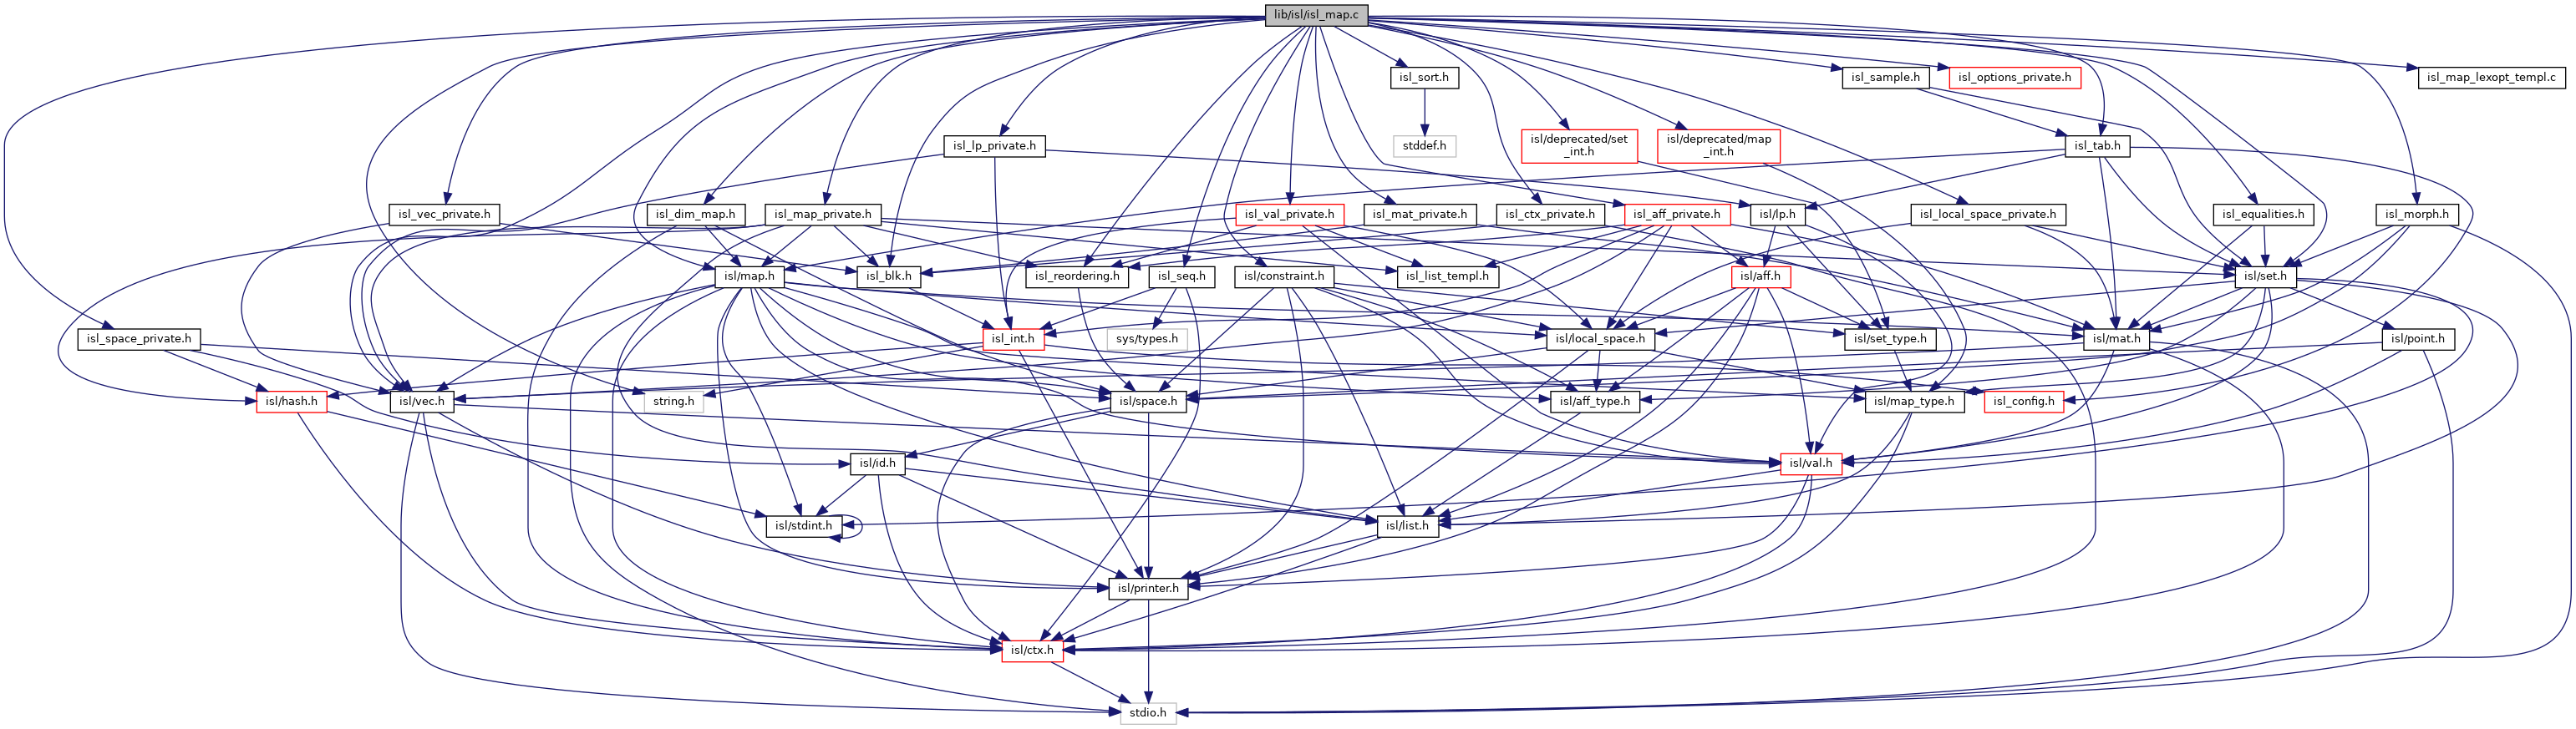 lib/isl/isl_map.c
isl_sort.h
isl_sample.h
isl_options_private.h
isl_map_lexopt_templ.c
isl_lp_private.h
stddef.h
isl/deprecated/set
_int.h
isl/deprecated/map
_int.h
isl_tab.h
isl_vec_private.h
isl_dim_map.h
isl_map_private.h
isl_val_private.h
isl_mat_private.h
isl_ctx_private.h
isl_aff_private.h
isl/lp.h
isl_local_space_private.h
isl_equalities.h
isl_morph.h
isl/map.h
isl_blk.h
isl_reordering.h
isl_seq.h
isl/constraint.h
isl_list_templ.h
isl/aff.h
isl/set.h
isl_space_private.h
isl_int.h
sys/types.h
isl/local_space.h
isl/set_type.h
isl/mat.h
isl/point.h
isl/hash.h
isl/vec.h
string.h
isl/space.h
isl/aff_type.h
isl/map_type.h
isl_config.h
isl/id.h
isl/val.h
isl/stdint.h
isl/list.h
isl/printer.h
isl/ctx.h
stdio.h